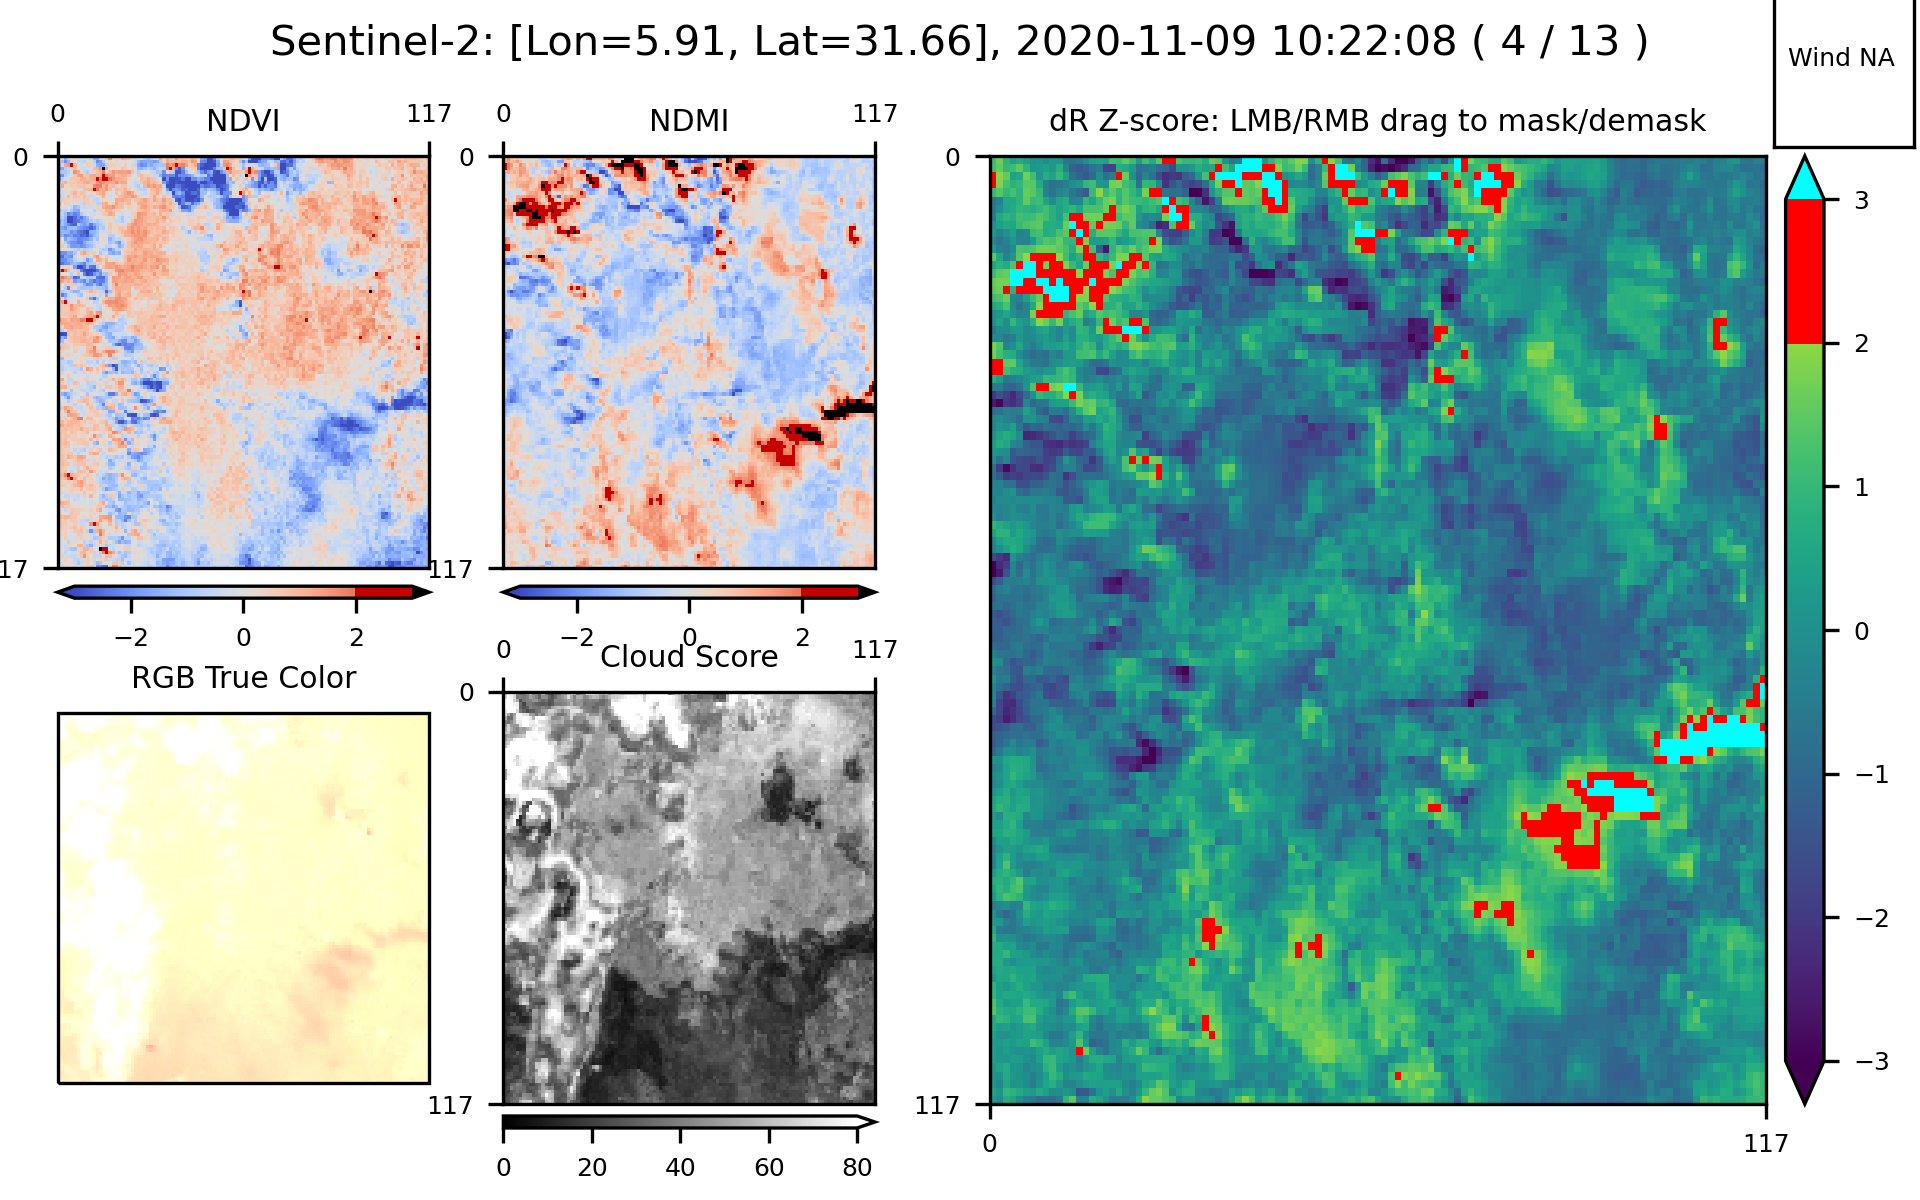 Sentinel-2: [Lon=5.91, Lat=31.66], 2020-11-09 10:22:08 ( 4 / 13 )
Wind NA
0 NDVI 117
0
17
−2 0 2
0 NDMI 117
0
117
−2 0 2
dR Z-score: LMB/RMB drag to mask/demask
0
117
0 117
3
2
1
0
−1
−2
−3
RGB True Color
0 Cloud Score 117
0
117
0 20 40 60 80